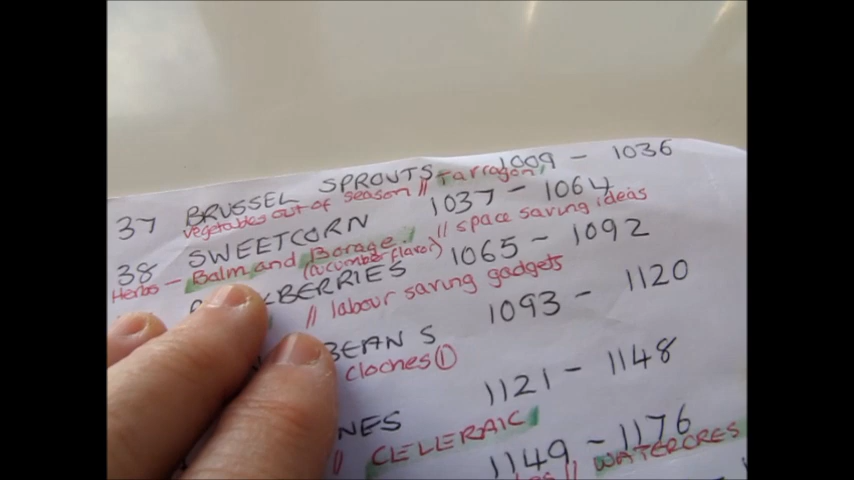 37 BRUSSEL SPROUTS 1009 - 1036
vegetables out of season // Tarragon
38 SWEETCORN 1037 - 1064
Herbs - Balm and Borage // space saving ideas
(cucumber flavor)
KBERRIES 1065 - 1092
// labour saving gadgets
BEANS 1093 - 1120
cloches ①
NES 1121 - 1148
// CELERAIC
1149 - 1176
// WATERCRES